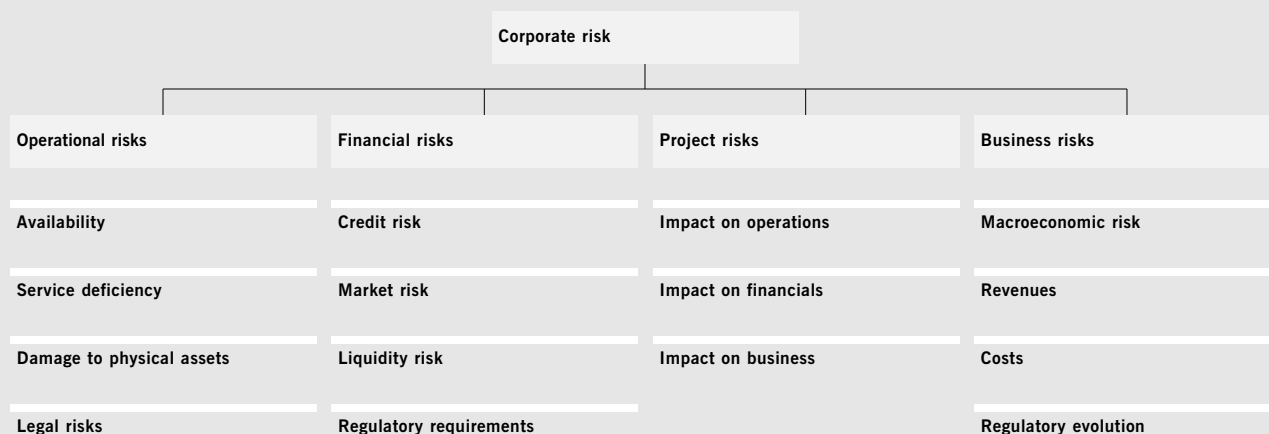 Corporate risk
Operational risks
Financial risks
Project risks
Business risks
Availability
Credit risk
Impact on operations
Macroeconomic risk
Service deficiency
Market risk
Impact on financials
Revenues
Damage to physical assets
Liquidity risk
Impact on business
Costs
Legal risks
Regulatory requirements
Regulatory evolution